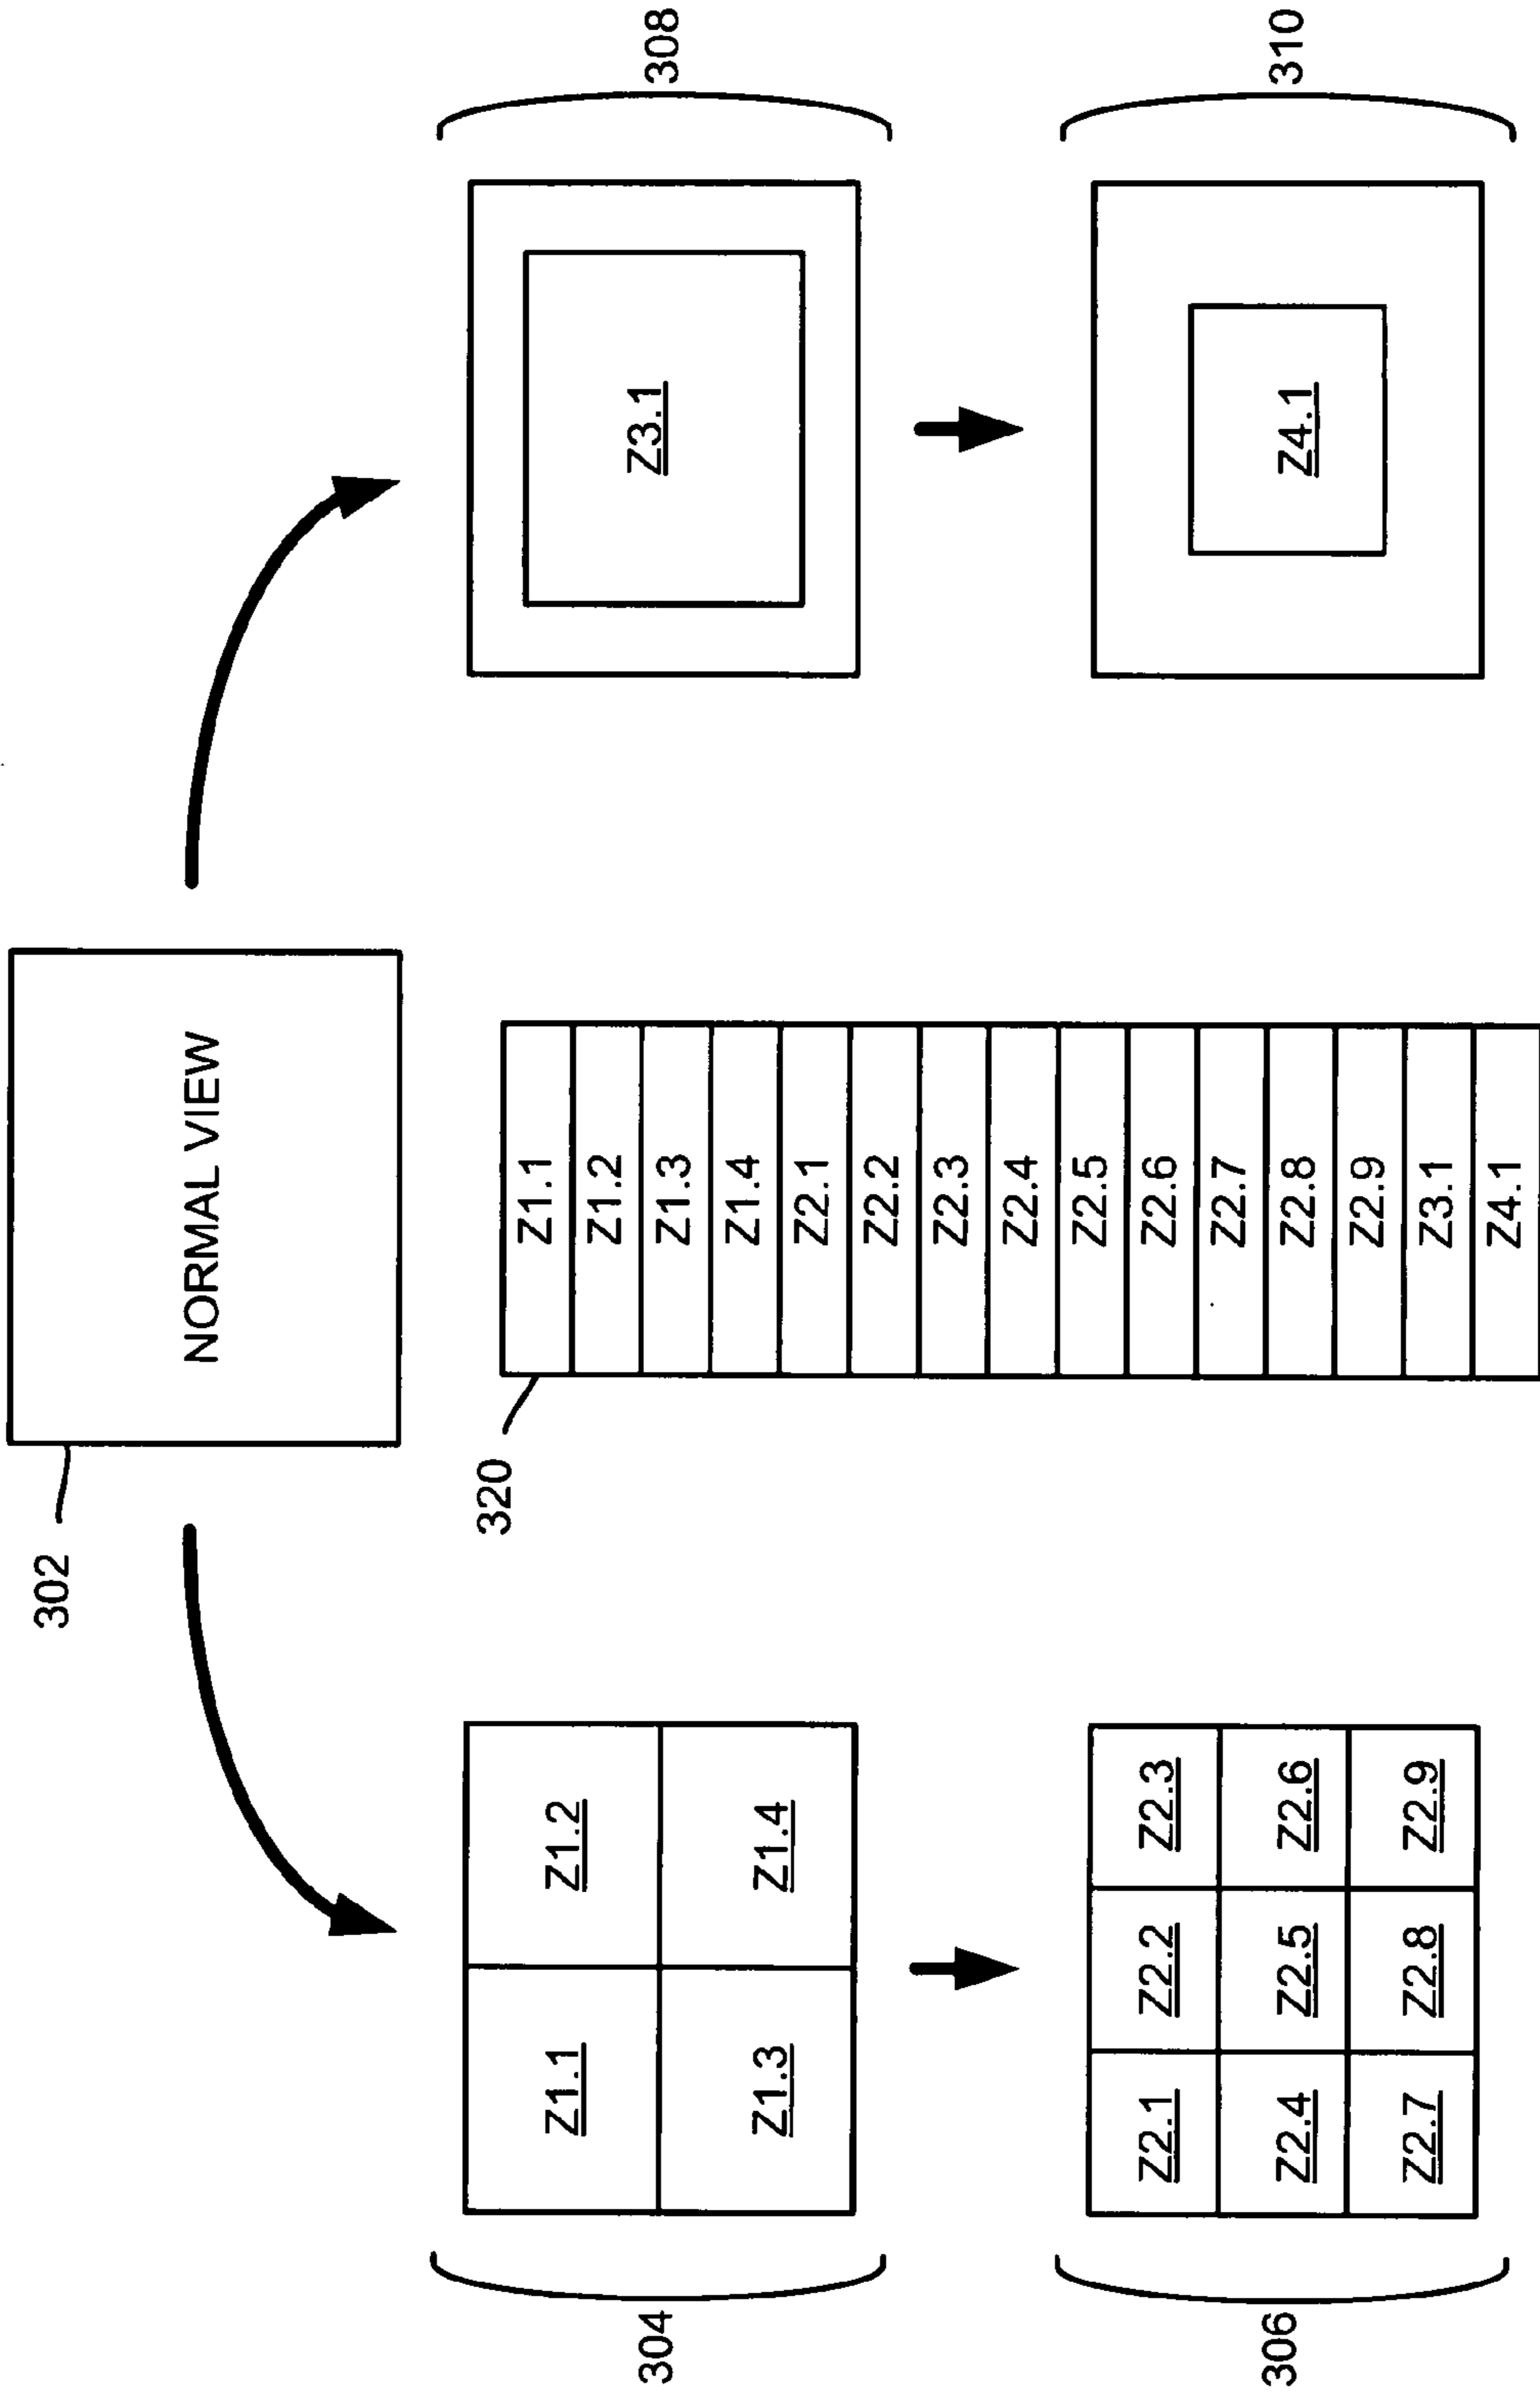 302
NORMAL VIEW
304
Z1.1 Z1.2
Z1.3 Z1.4
306
Z2.1 Z2.2 Z2.3
Z2.4 Z2.5 Z2.6
Z2.7 Z2.8 Z2.9
320
Z1.1
Z1.2
Z1.3
Z1.4
Z2.1
Z2.2
Z2.3
Z2.4
Z2.5
Z2.6
Z2.7
Z2.8
Z2.9
Z3.1
Z4.1
Z3.1
308
Z4.1
310